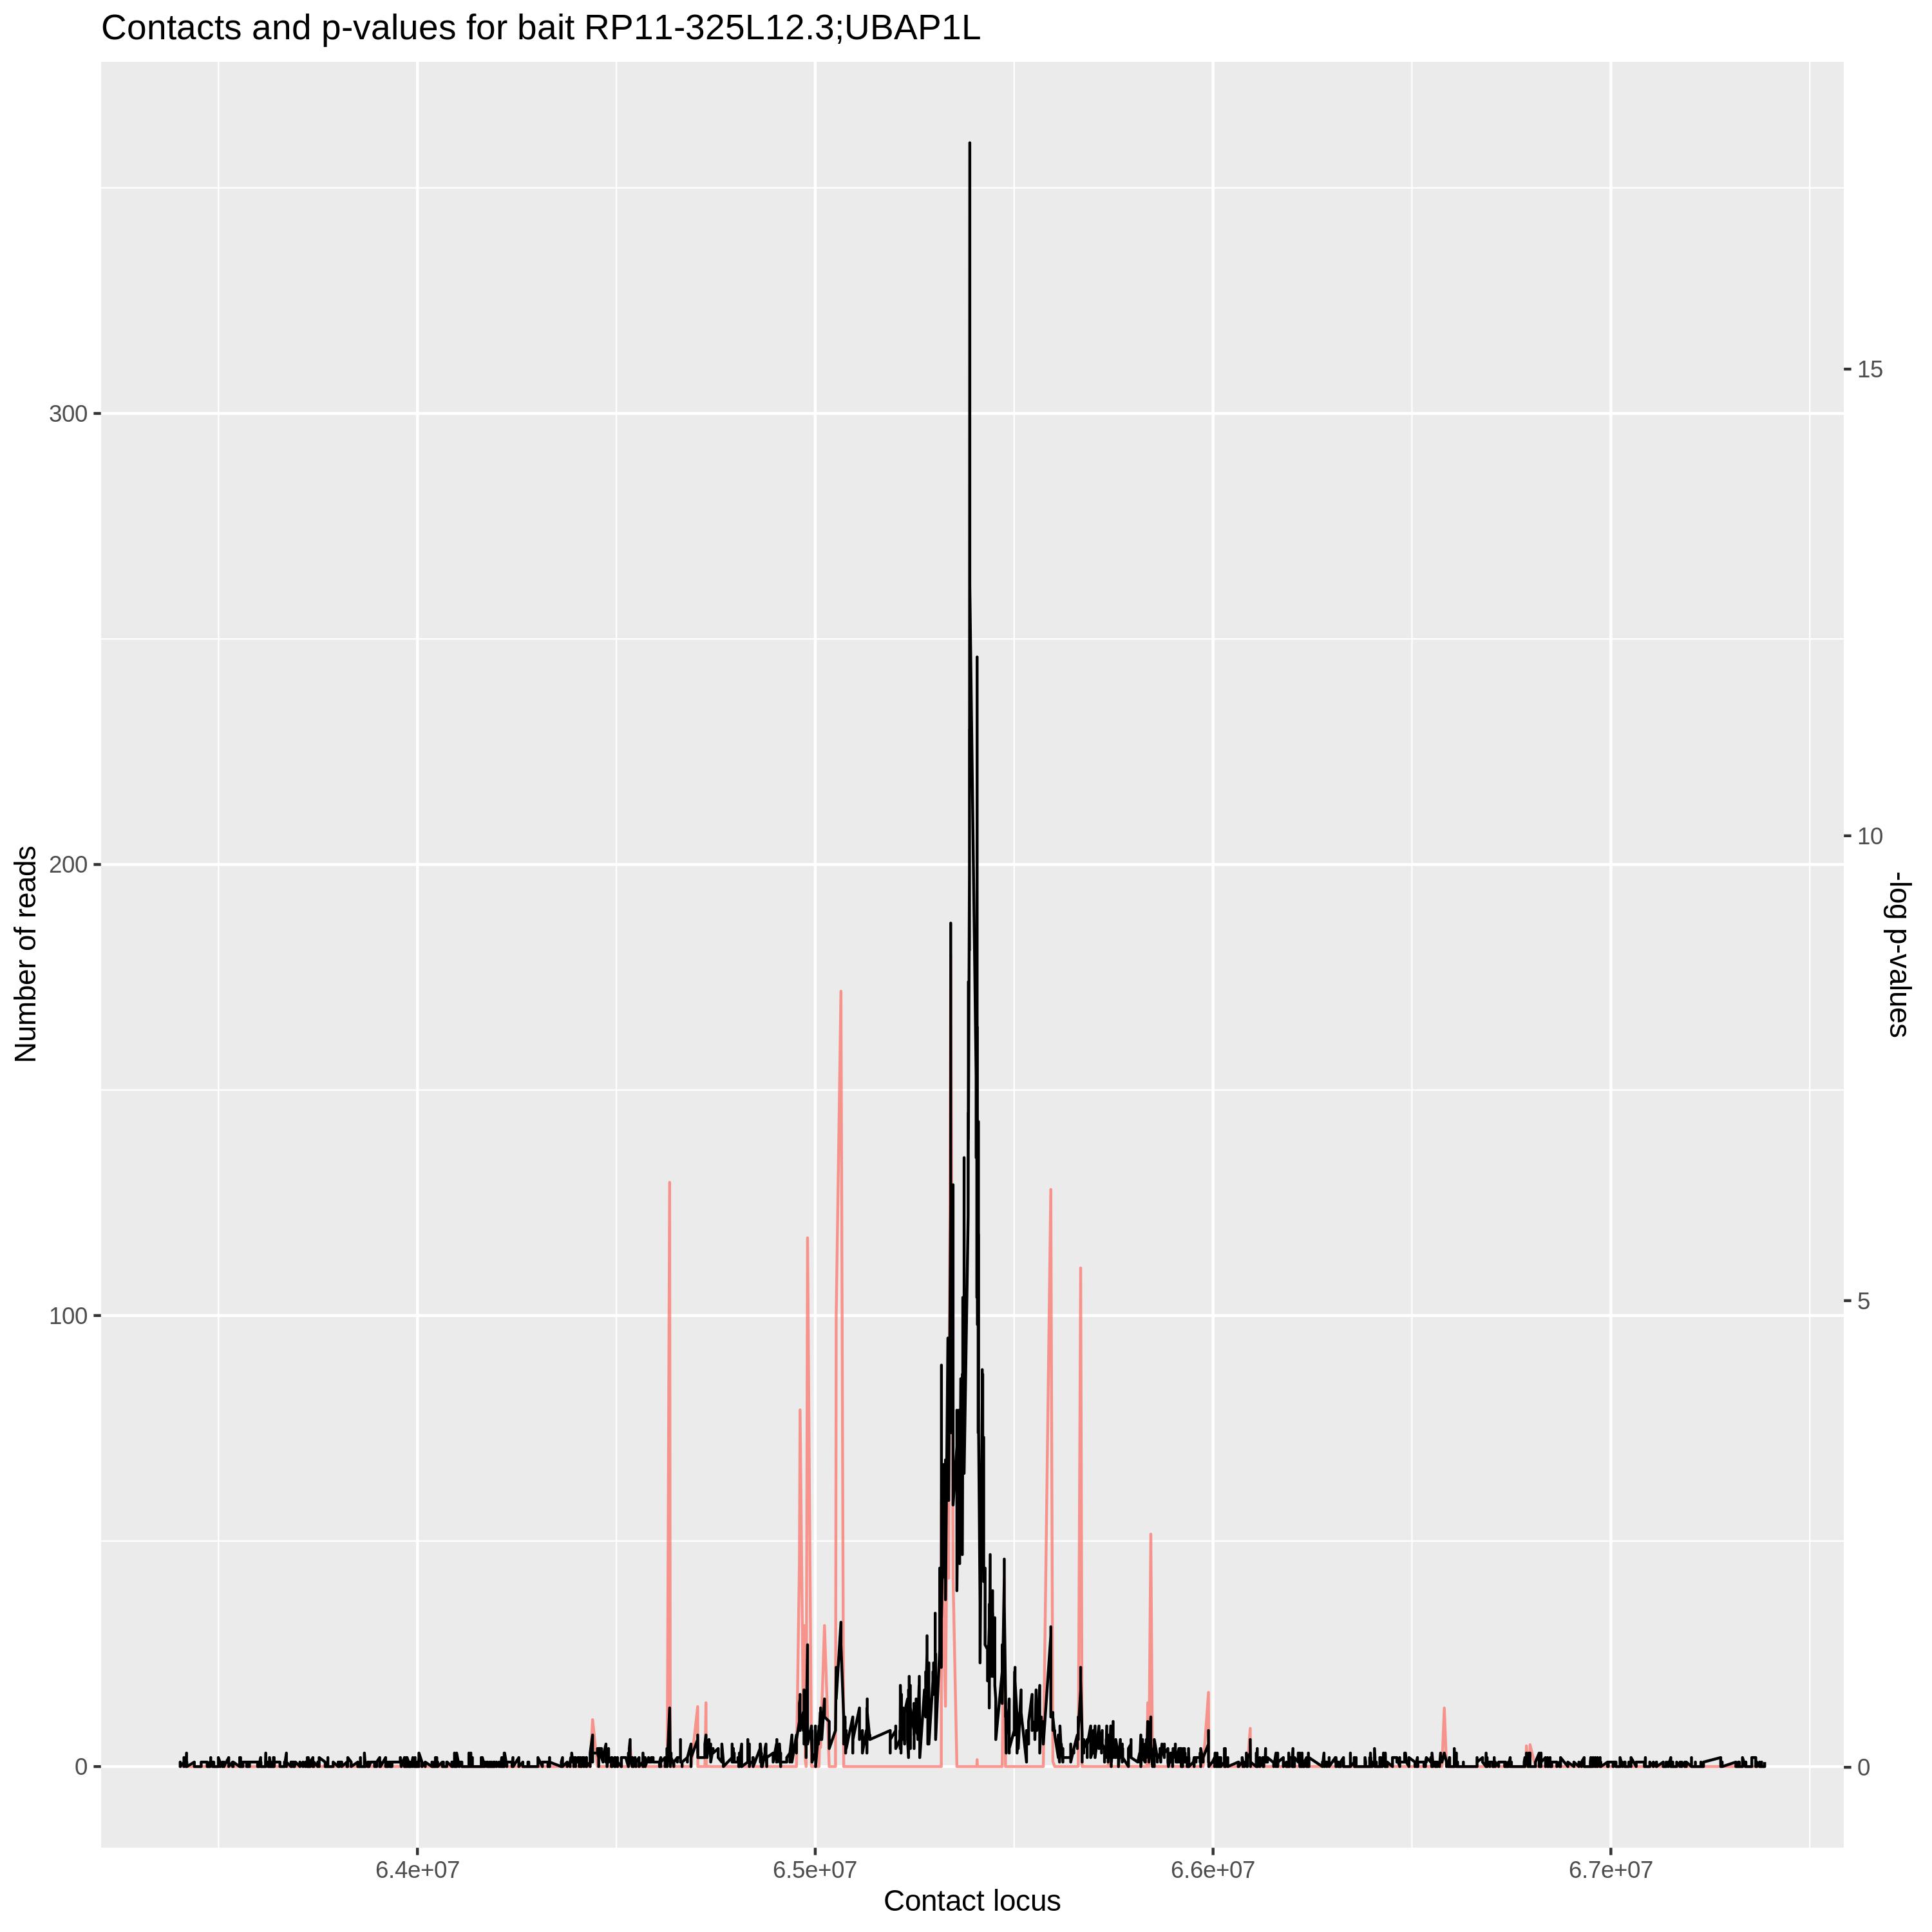 Contacts and p-values for bait RP11-325L12.3;UBAP1L
300
200
100
0
15
10
5
0
Number of reads
-log p-values
6.4e+07 6.5e+07 6.6e+07 6.7e+07
Contact locus